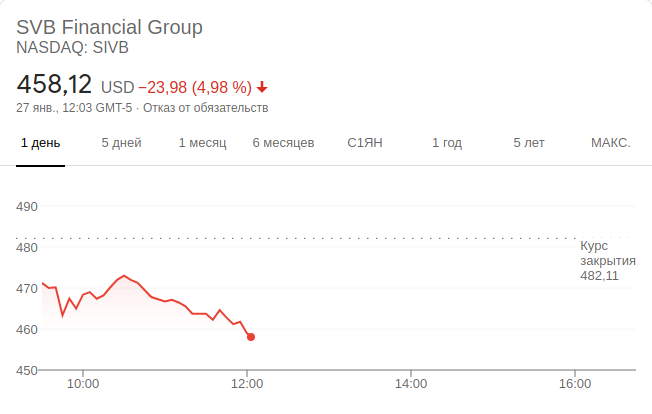 SVB Financial Group
NASDAQ: SIVB
458,12 USD −23,98 (4,98 %)
27 янв., 12:03 GMT-5 · Отказ от обязательств
1 день 5 дней 1 месяц 6 месяцев С1ЯН 1 год 5 лет МАКС.
490
480
Курс
закрытия
482,11
470
460
450
10:00 12:00 14:00 16:00